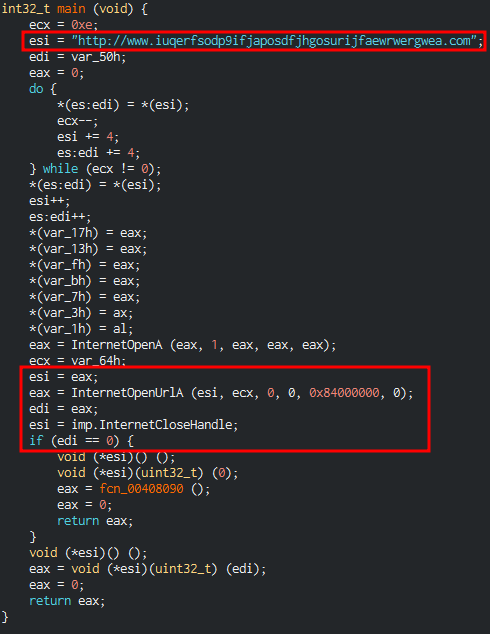 int32_t main (void) {
ecx = 0xe;
esi = "http://www.iuqerfsodp9ifjaposdfjhgosurijfaewrwergwea.com";
edi = var_50h;
eax = 0;
do {
*(es:edi) = *(esi);
ecx--;
esi += 4;
es:edi += 4;
} while (ecx != 0);
*(es:edi) = *(esi);
esi++;
es:edi++;
*(var_17h) = eax;
*(var_13h) = eax;
*(var_fh) = eax;
*(var_bh) = eax;
*(var_7h) = eax;
*(var_3h) = ax;
*(var_1h) = al;
eax = InternetOpenA (eax, 1, eax, eax, eax);
ecx = var_64h;
esi = eax;
eax = InternetOpenUrlA (esi, ecx, 0, 0, 0x84000000, 0);
edi = eax;
esi = imp.InternetCloseHandle;
if (edi == 0) {
void (*esi)() ();
void (*esi)(uint32_t) (0);
eax = fcn_00408090 ();
eax = 0;
return eax;
}
void (*esi)() ();
eax = void (*esi)(uint32_t) (edi);
eax = 0;
return eax;
}